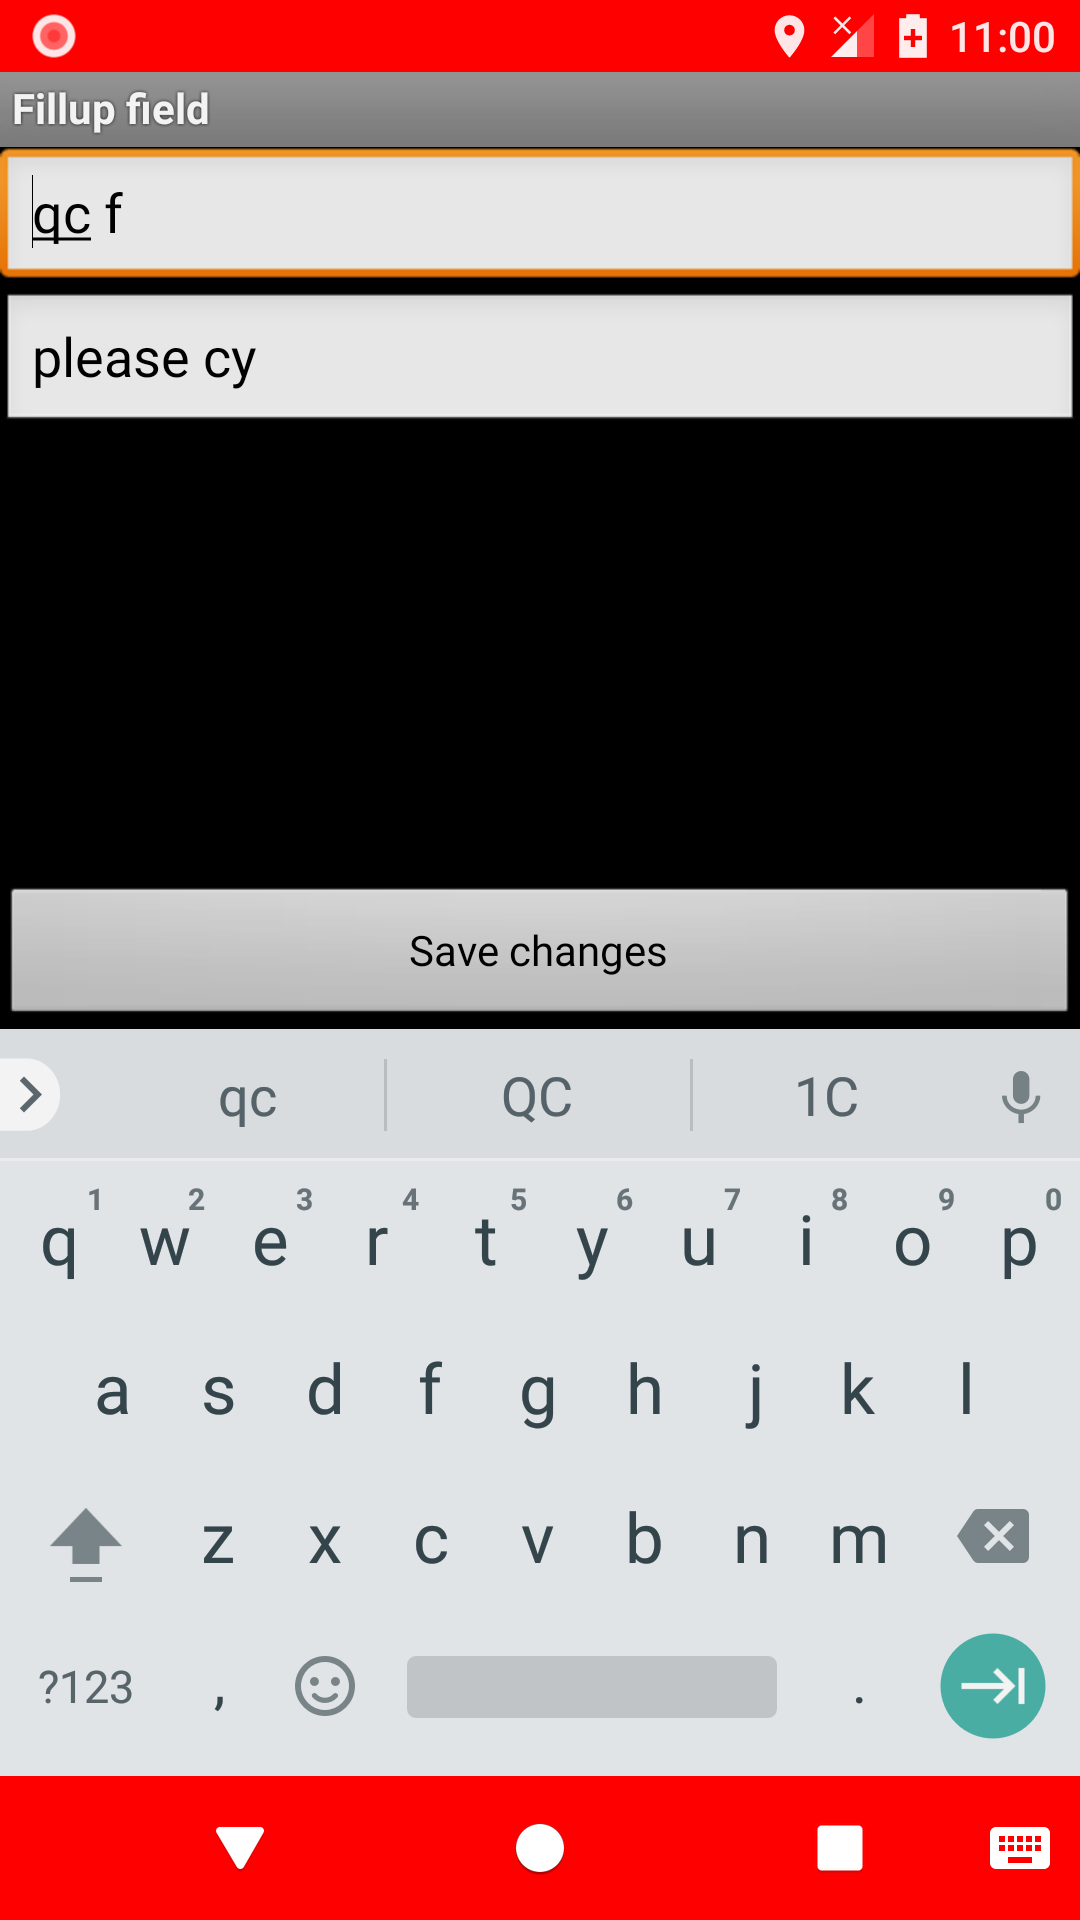 11:00
Fillup field
qc f
please cy
Save changes
qc QC 1C
1 2 3 4 5 6 7 8 9 0
q w e r t y u i o p
a s d f g h j k l
z x c v b n m
?123 , .